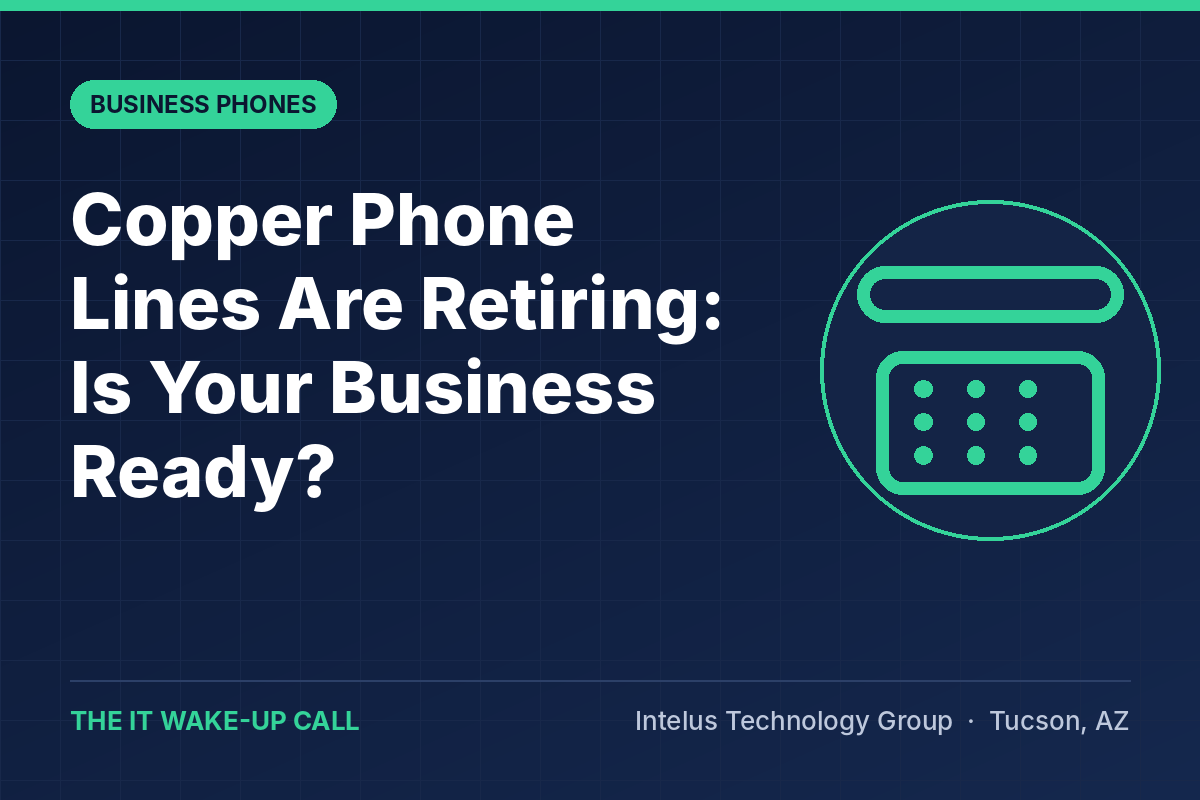 BUSINESS PHONES
Copper Phone
Lines Are Retiring:
Is Your Business
Ready?
THE IT WAKE-UP CALL
Intelus Technology Group · Tucson, AZ